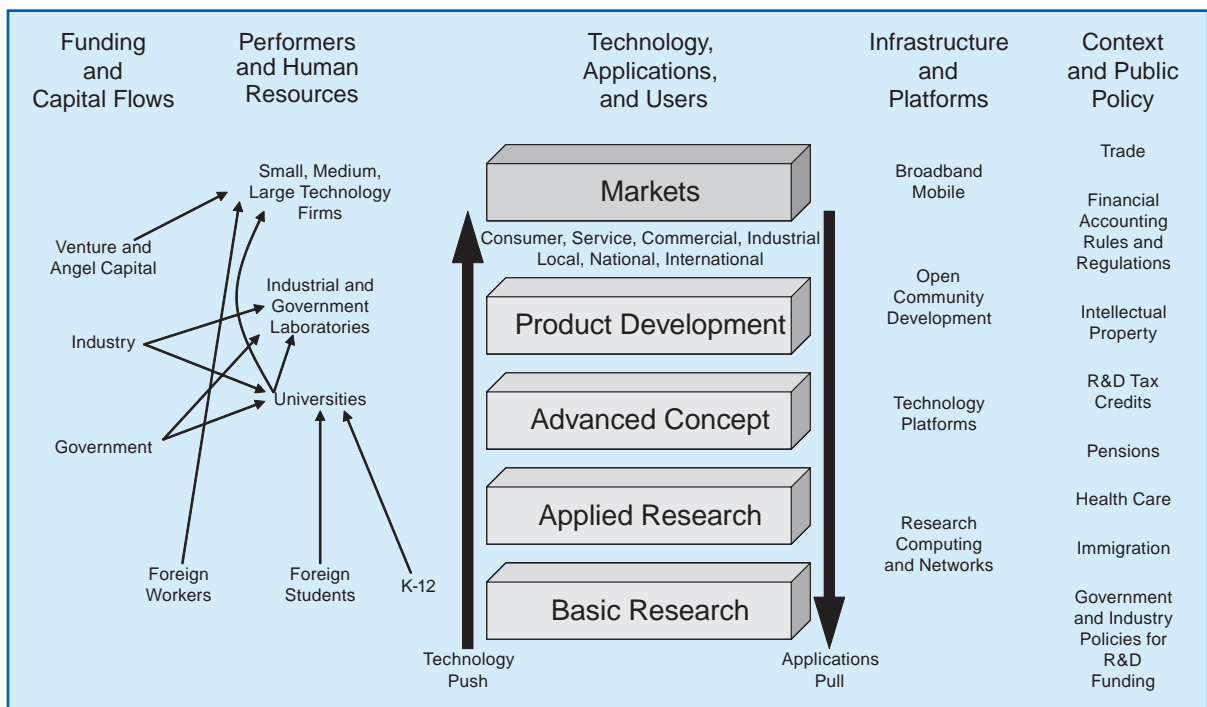 Funding
and
Capital Flows
Performers
and Human
Resources
Technology,
Applications,
and Users
Infrastructure
and
Platforms
Context
and Public
Policy
Small, Medium,
Large Technology
Firms
Venture and
Angel Capital
Industrial and
Government
Laboratories
Industry
Universities
Government
Foreign
Workers
Foreign
Students
K-12
Markets
Consumer, Service, Commercial, Industrial
Local, National, International
Product Development
Advanced Concept
Applied Research
Basic Research
Technology
Push
Applications
Pull
Broadband
Mobile
Open
Community
Development
Technology
Platforms
Research
Computing
and Networks
Trade
Financial
Accounting
Rules and
Regulations
Intellectual
Property
R&D Tax
Credits
Pensions
Health Care
Immigration
Government
and Industry
Policies for
R&D
Funding